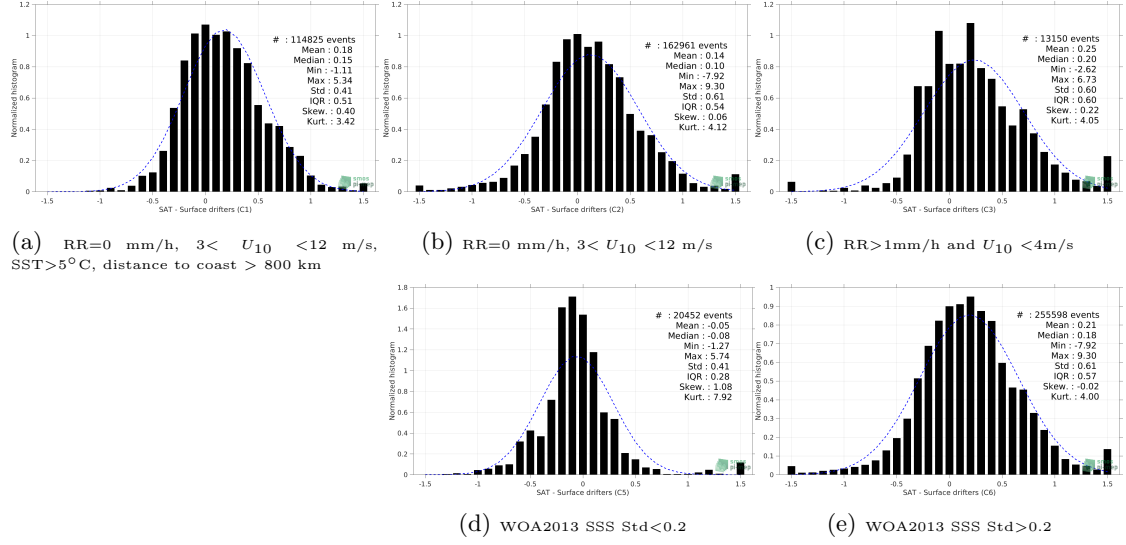 # : 114825 events
Mean : 0.18
Median : 0.15
Min : -1.11
Max : 5.34
Std : 0.41
IQR : 0.51
Skew. : 0.40
Kurt. : 3.42
Normalized histogram
1.2
1
0.8
0.6
0.4
0.2
0
-1.5 -1 -0.5 0 0.5 1 1.5
SAT - Surface drifters (C1)
(a) RR=0 mm/h, 3< U10 <12 m/s,
SST>5°C, distance to coast > 800 km
# : 162961 events
Mean : 0.14
Median : 0.10
Min : -7.92
Max : 9.30
Std : 0.61
IQR : 0.54
Skew. : 0.06
Kurt. : 4.12
Normalized histogram
1.2
1
0.8
0.6
0.4
0.2
0
-1.5 -1 -0.5 0 0.5 1 1.5
SAT - Surface drifters (C2)
(b) RR=0 mm/h, 3< U10 <12 m/s
# : 13150 events
Mean : 0.25
Median : 0.20
Min : -2.62
Max : 6.73
Std : 0.60
IQR : 0.60
Skew. : 0.22
Kurt. : 4.05
Normalized histogram
1.2
1
0.8
0.6
0.4
0.2
0
-1.5 -1 -0.5 0 0.5 1 1.5
SAT - Surface drifters (C3)
(c) RR>1mm/h and U10 <4m/s
# : 20452 events
Mean : -0.05
Median : -0.08
Min : -1.27
Max : 5.74
Std : 0.41
IQR : 0.28
Skew. : 1.08
Kurt. : 7.92
Normalized histogram
1.8
1.6
1.4
1.2
1
0.8
0.6
0.4
0.2
0
-1.5 -1 -0.5 0 0.5 1 1.5
SAT - Surface drifters (C5)
(d) WOA2013 SSS Std<0.2
# : 255598 events
Mean : 0.21
Median : 0.18
Min : -7.92
Max : 9.30
Std : 0.61
IQR : 0.57
Skew. : -0.02
Kurt. : 4.00
Normalized histogram
1
0.9
0.8
0.7
0.6
0.5
0.4
0.3
0.2
0.1
0
-1.5 -1 -0.5 0 0.5 1 1.5
SAT - Surface drifters (C6)
(e) WOA2013 SSS Std>0.2